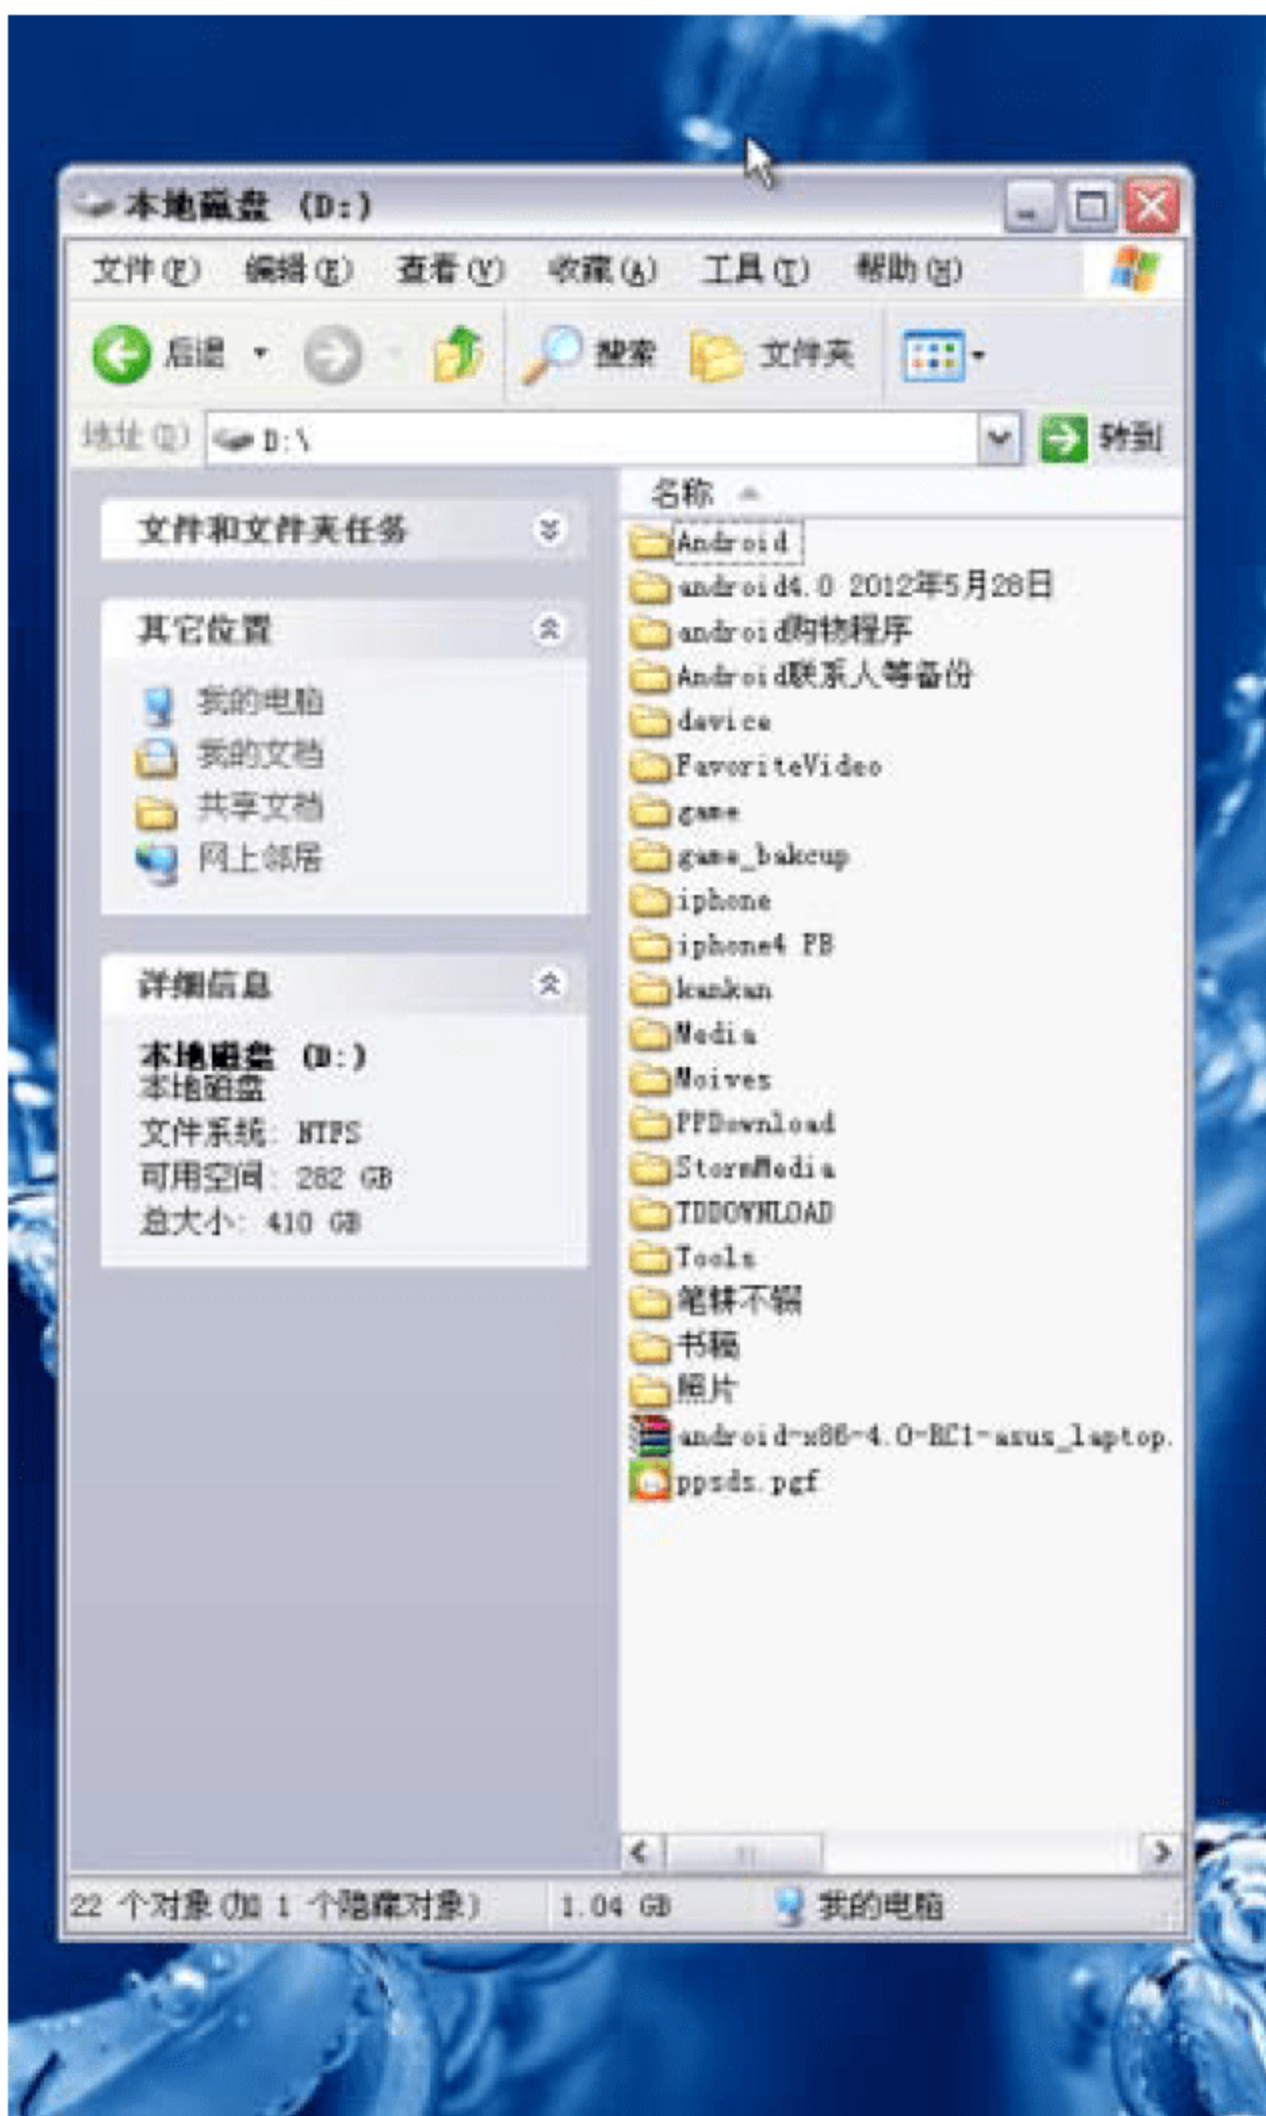 本地磁盘 (D:)
文件(F) 编辑(E) 查看(V) 收藏(A) 工具(T) 帮助(H)
后退 搜索 文件夹
地址(D) D:\ 转到
文件和文件夹任务
其它位置
我的电脑
我的文档
共享文档
网上邻居
详细信息
本地磁盘 (D:)
本地磁盘
文件系统: NTFS
可用空间: 282 GB
总大小: 410 GB
名称
Android
android4.0 2012年5月28日
android购物程序
Android联系人等备份
device
FavoriteVideo
game
game_bakcup
iphone
iphone4 PB
kankan
Media
Moives
PPDownload
StormMedia
TDDOWNLOAD
Tools
笔耕不辍
书稿
照片
android-x86-4.0-RC1-asus_laptop.
ppsds.pgf
22 个对象(加 1 个隐藏对象) 1.04 GB 我的电脑